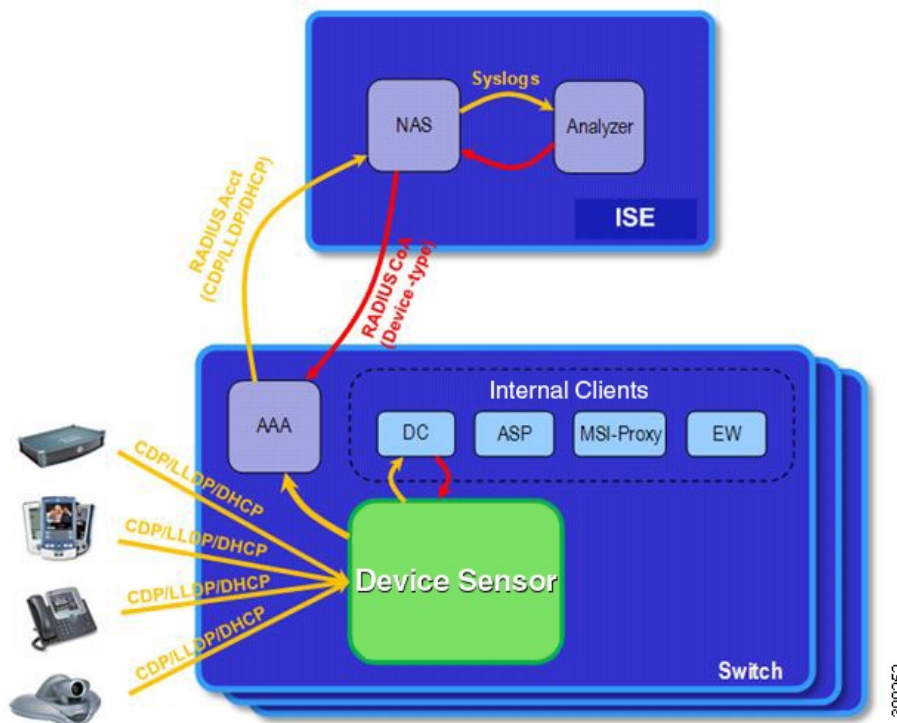 Syslogs
NAS
Analyzer
ISE
RADIUS Acct
(CDP/LLDP/DHCP)
RADIUS CoA
(Device -type)
Internal Clients
AAA
DC
ASP
MSI-Proxy
EW
CDP/LLDP/DHCP
CDP/LLDP/DHCP
CDP/LLDP/DHCP
CDP/LLDP/DHCP
Device Sensor
Switch